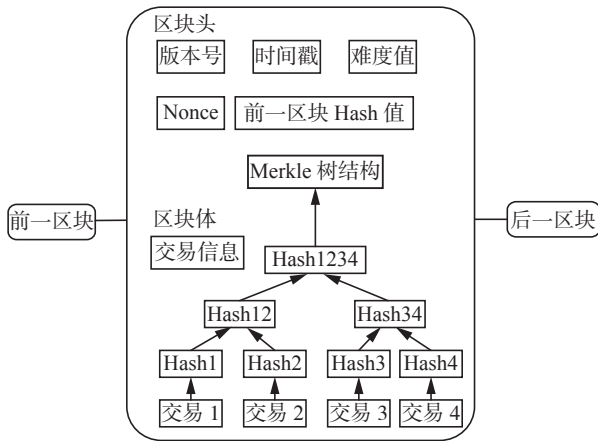 区块头
版本号 时间戳 难度值
Nonce 前一区块 Hash 值
Merkle 树结构
前一区块 区块体 后一区块
交易信息 Hash1234
Hash12 Hash34
Hash1 Hash2 Hash3 Hash4
交易 1 交易 2 交易 3 交易 4